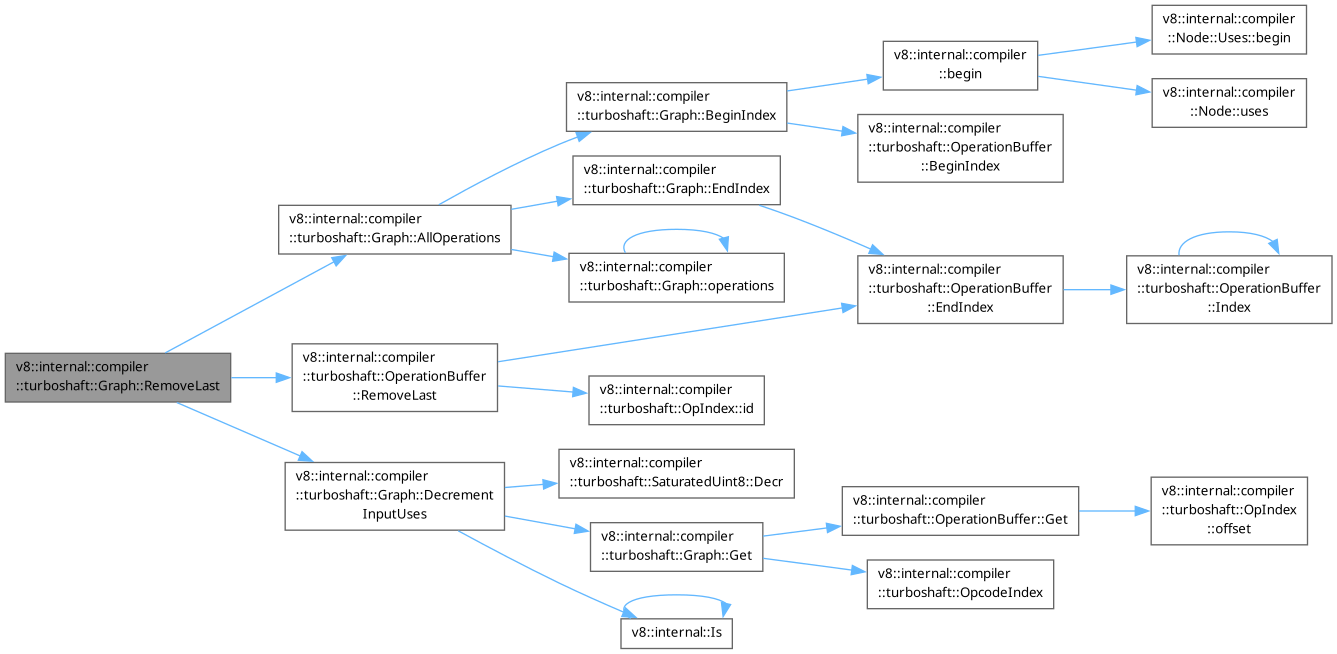 v8::internal::compiler
::turboshaft::Graph::RemoveLast
v8::internal::compiler
::turboshaft::Graph::AllOperations
v8::internal::compiler
::turboshaft::OperationBuffer
::RemoveLast
v8::internal::compiler
::turboshaft::Graph::Decrement
InputUses
v8::internal::compiler
::turboshaft::Graph::BeginIndex
v8::internal::compiler
::turboshaft::Graph::EndIndex
v8::internal::compiler
::turboshaft::Graph::operations
v8::internal::compiler
::turboshaft::OpIndex::id
v8::internal::compiler
::turboshaft::SaturatedUint8::Decr
v8::internal::compiler
::turboshaft::Graph::Get
v8::internal::Is
v8::internal::compiler
::begin
v8::internal::compiler
::turboshaft::OperationBuffer
::BeginIndex
v8::internal::compiler
::turboshaft::OperationBuffer
::EndIndex
v8::internal::compiler
::turboshaft::OperationBuffer::Get
v8::internal::compiler
::turboshaft::OpcodeIndex
v8::internal::compiler
::Node::Uses::begin
v8::internal::compiler
::Node::uses
v8::internal::compiler
::turboshaft::OperationBuffer
::Index
v8::internal::compiler
::turboshaft::OpIndex
::offset